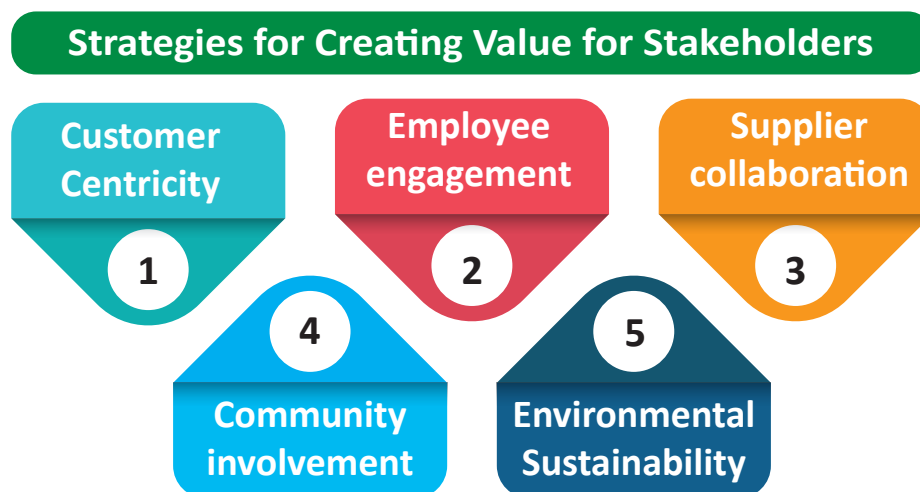 Strategies for Creating Value for Stakeholders
Customer
Centricity
1
Employee
engagement
2
Supplier
collaboration
3
4
Community
involvement
5
Environmental
Sustainability